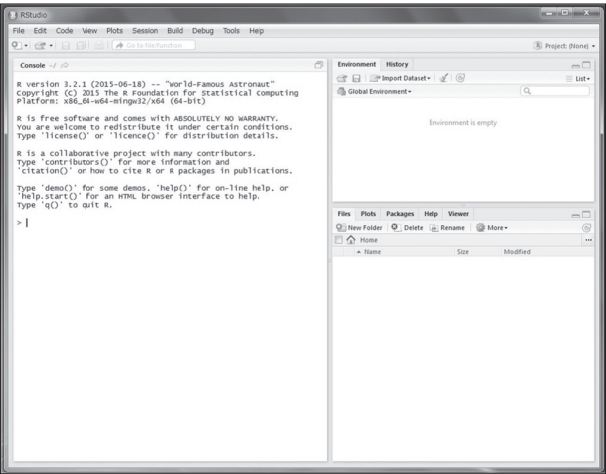 RStudio
File Edit Code View Plots Session Build Debug Tools Help
Go to file/function
Project: (None)
Console ~/
R version 3.2.1 (2015-06-18) -- "World-Famous Astronaut"
Copyright (C) 2015 The R Foundation for Statistical Computing
Platform: x86_64-w64-mingw32/x64 (64-bit)
R is free software and comes with ABSOLUTELY NO WARRANTY.
You are welcome to redistribute it under certain conditions.
Type 'license()' or 'licence()' for distribution details.
R is a collaborative project with many contributors.
Type 'contributors()' for more information and
'citation()' on how to cite R or R packages in publications.
Type 'demo()' for some demos, 'help()' for on-line help, or
'help.start()' for an HTML browser interface to help.
Type 'q()' to quit R.
>
Environment History
Import Dataset
List
Global Environment
Environment is empty
Files Plots Packages Help Viewer
New Folder Delete Rename More
Home
Name Size Modified